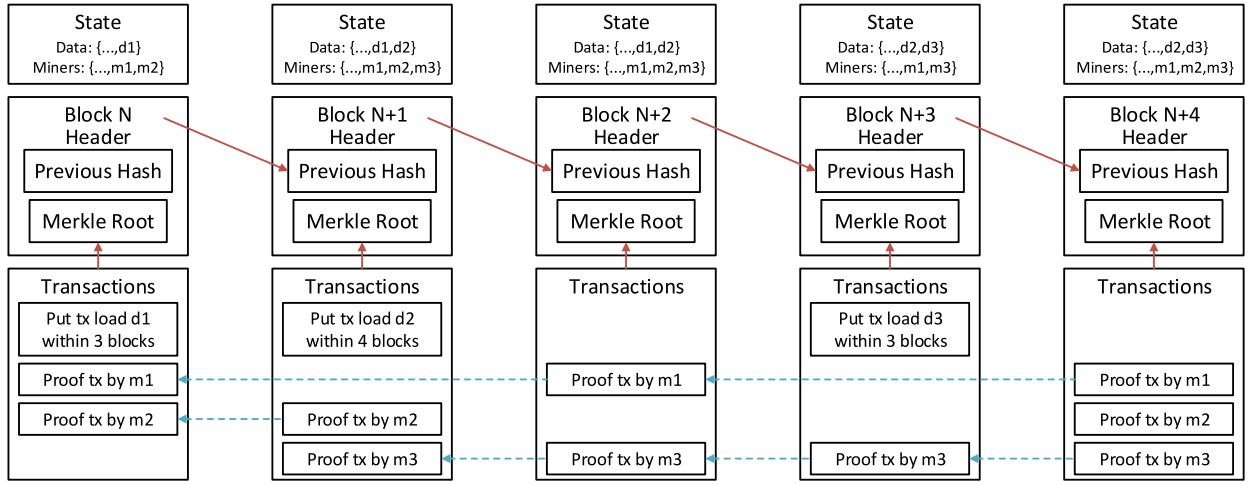 State
Data: {...,d1}
Miners: {...,m1,m2}
Block N
Header
Previous Hash
Merkle Root
Transactions
Put tx load d1
within 3 blocks
Proof tx by m1
Proof tx by m2
State
Data: {...,d1,d2}
Miners: {...,m1,m2,m3}
Block N+1
Header
Previous Hash
Merkle Root
Transactions
Put tx load d2
within 4 blocks
Proof tx by m2
Proof tx by m3
State
Data: {...,d1,d2}
Miners: {...,m1,m2,m3}
Block N+2
Header
Previous Hash
Merkle Root
Transactions
Proof tx by m1
Proof tx by m3
State
Data: {...,d2,d3}
Miners: {...,m1,m3}
Block N+3
Header
Previous Hash
Merkle Root
Transactions
Put tx load d3
within 3 blocks
Proof tx by m3
State
Data: {...,d2,d3}
Miners: {...,m1,m2,m3}
Block N+4
Header
Previous Hash
Merkle Root
Transactions
Proof tx by m1
Proof tx by m2
Proof tx by m3